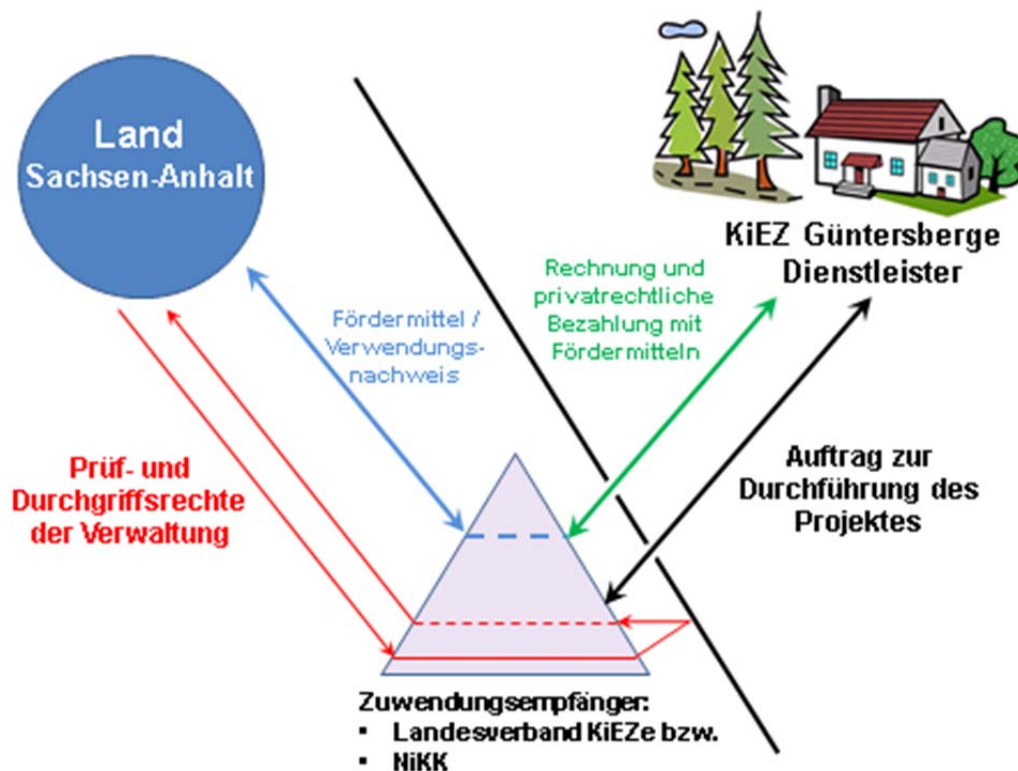 Land
Sachsen-Anhalt
KiEZ Güntersberge
Dienstleister
Rechnung und
privatrechtliche
Bezahlung mit
Fördermitteln
Fördermittel /
Verwendungs-
nachweis
Prüf- und
Durchgriffsrechte
der Verwaltung
Auftrag zur
Durchführung des
Projektes
Zuwendungsempfänger:
▪ Landesverband KiEZe bzw.
▪ NiKK